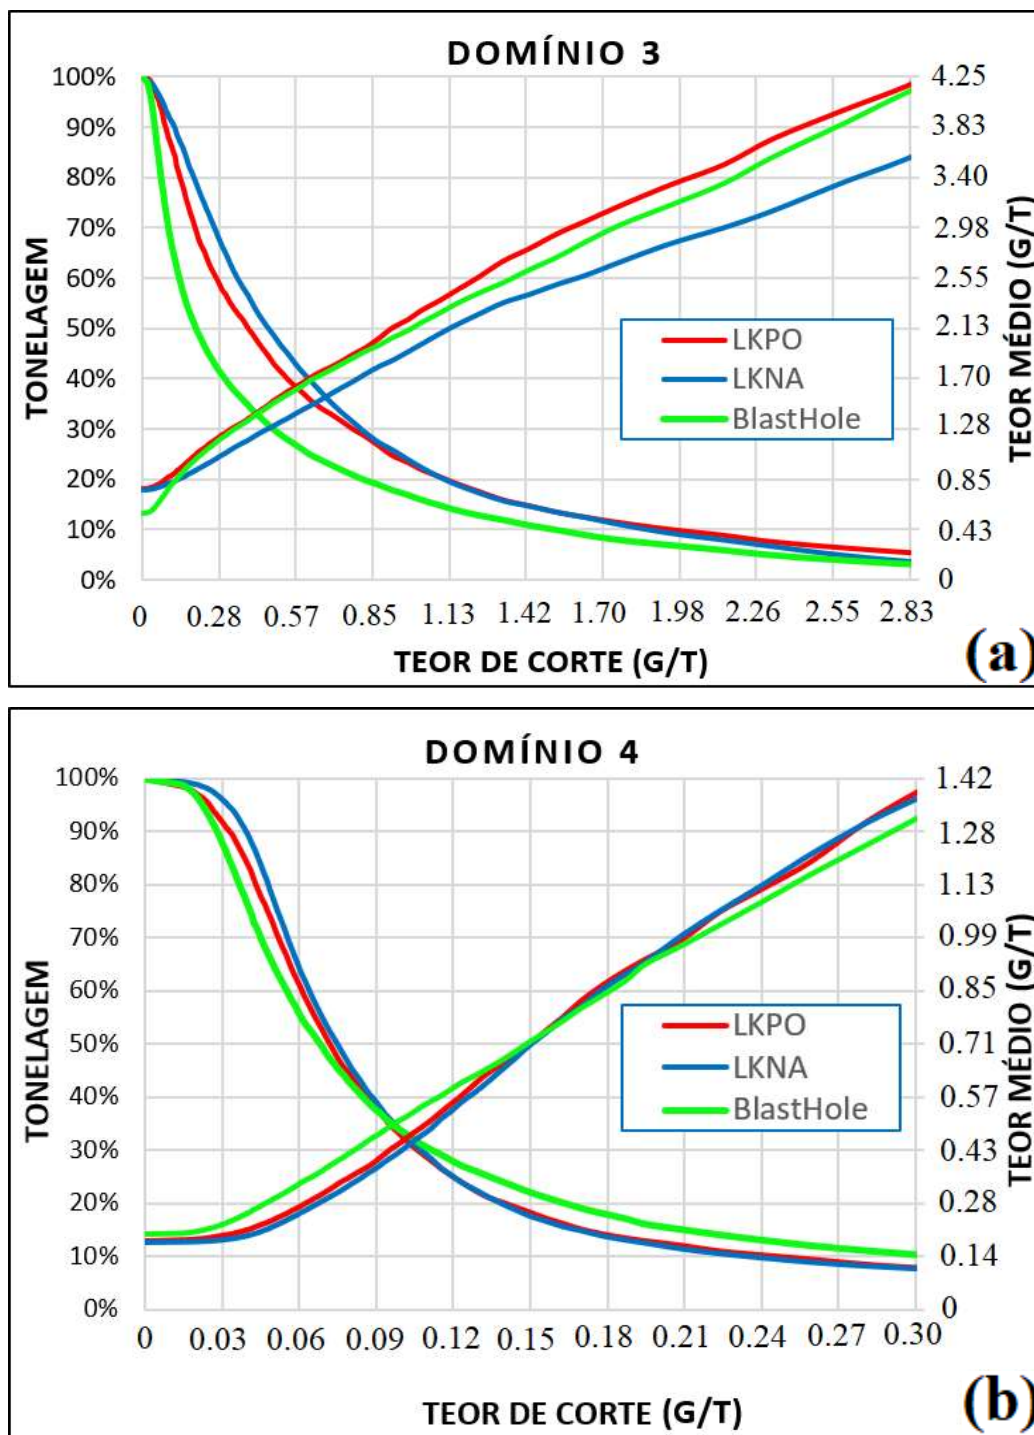 DOMÍNIO 3
100%
90%
80%
70%
60%
50%
40%
30%
20%
10%
0%
TONELAGEM
4.25
3.83
3.40
2.98
2.55
2.13
1.70
1.28
0.85
0.43
0
TEOR MÉDIO (G/T)
LKPO
LKNA
BlastHole
0 0.28 0.57 0.85 1.13 1.42 1.70 1.98 2.26 2.55 2.83
TEOR DE CORTE (G/T)
(a)
DOMÍNIO 4
100%
90%
80%
70%
60%
50%
40%
30%
20%
10%
0%
TONELAGEM
1.42
1.28
1.13
0.99
0.85
0.71
0.57
0.43
0.28
0.14
0
TEOR MÉDIO (G/T)
LKPO
LKNA
BlastHole
0 0.03 0.06 0.09 0.12 0.15 0.18 0.21 0.24 0.27 0.30
TEOR DE CORTE (G/T)
(b)